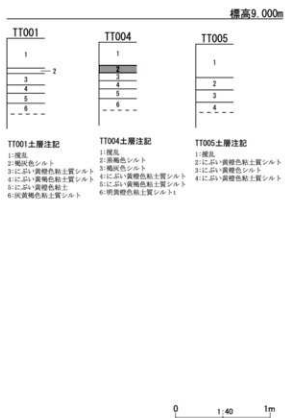 標高9.000m
TT001
TT004
TT005
1
2
3
4
5
6
1
2
3
4
5
6
1
2
3
4
TT001土層注記
1:攪乱
2:褐灰色シルト
3:にぶい黄橙色粘土質シルト
4:にぶい黄褐色粘土質シルト
5:にぶい黄橙色粘土
6:灰黄褐色粘土質シルト
TT004土層注記
1:攪乱
2:黒褐色シルト
3:褐灰色シルト
4:にぶい黄橙色粘土質シルト
5:にぶい黄褐色粘土質シルト
6:明黄褐色粘土質シルトt
TT005土層注記
1:攪乱
2:にぶい黄橙色粘土質シルト
3:にぶい黄橙色シルト
4:にぶい黄橙色粘土質シルト
0 1:40 1m